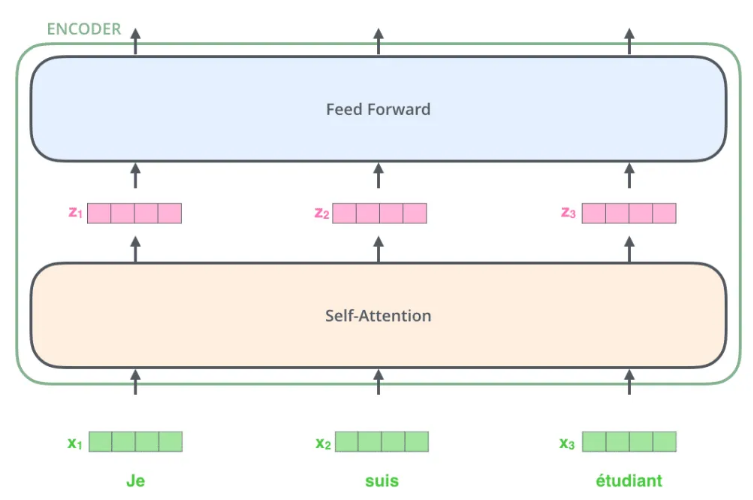 ENCODER
Feed Forward
z1 z2 z3
Self-Attention
x1 x2 x3
Je suis étudiant